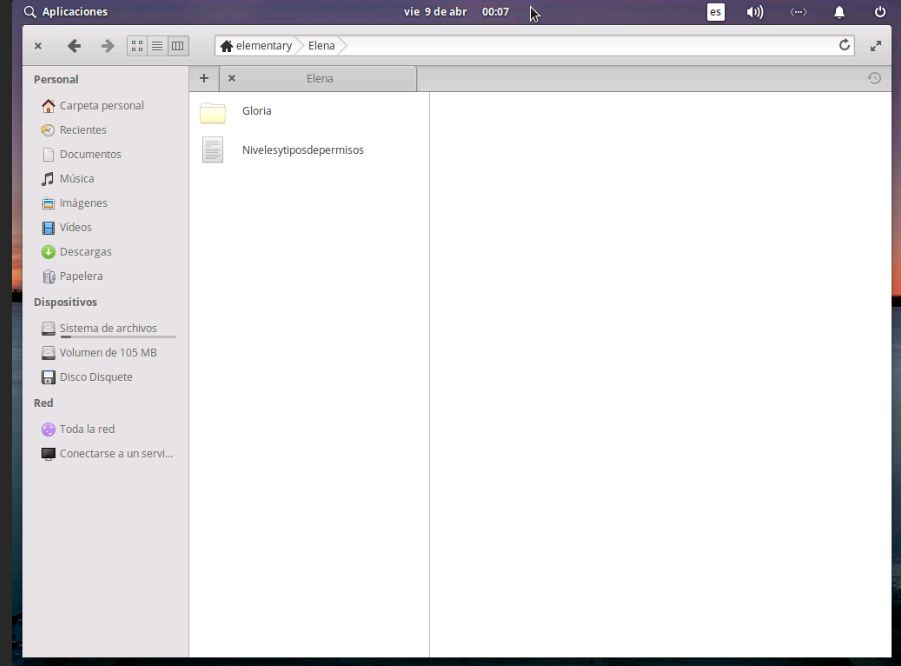 Aplicaciones
vie 9 de abr 00:07
es
elementary Elena
Personal
Carpeta personal
Recientes
Documentos
Música
Imágenes
Vídeos
Descargas
Papelera
Dispositivos
Sistema de archivos
Volumen de 105 MB
Disco Disquete
Red
Toda la red
Conectarse a un servi...
Elena
Gloria
Nivelesytiposdepermisos